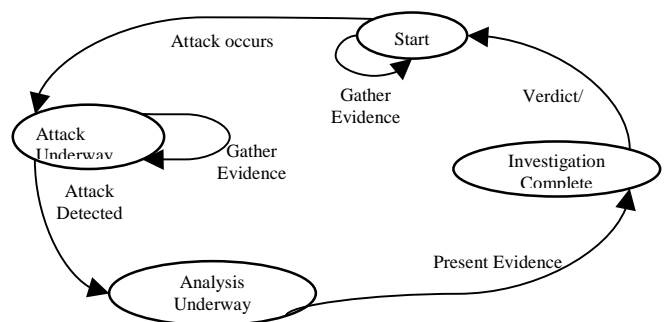 Attack occurs
Start
Gather
Evidence
Verdict/
Attack
Underway
Gather
Evidence
Investigation
Complete
Attack
Detected
Analysis
Underway
Present Evidence